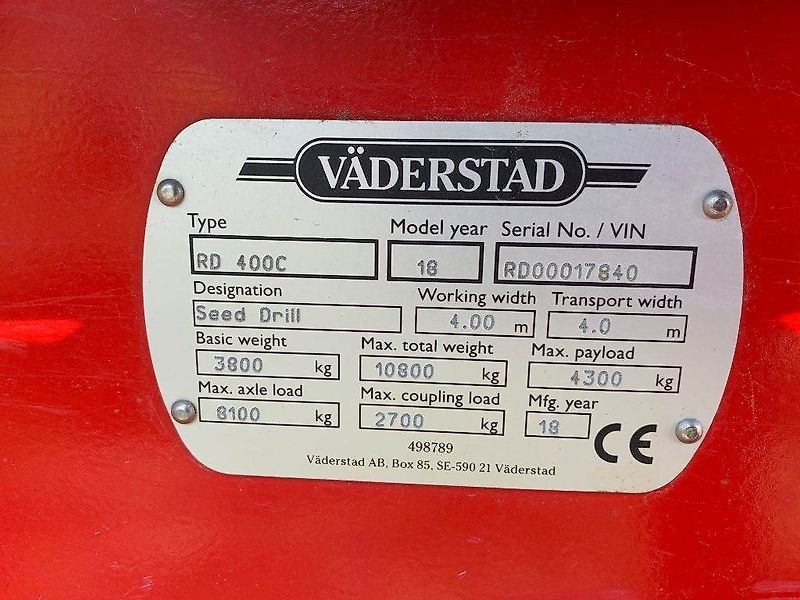 VÄDERSTAD
Type Model year Serial No. / VIN
RD 400C 18 RD00017840
Designation Working width Transport width
Seed Drill 4.00 m 4.0 m
Basic weight Max. total weight Max. payload
3800 kg 10800 kg 4300 kg
Max. axle load Max. coupling load Mfg. year
8100 kg 2700 kg 18 CE
498789
Väderstad AB, Box 85, SE-590 21 Väderstad